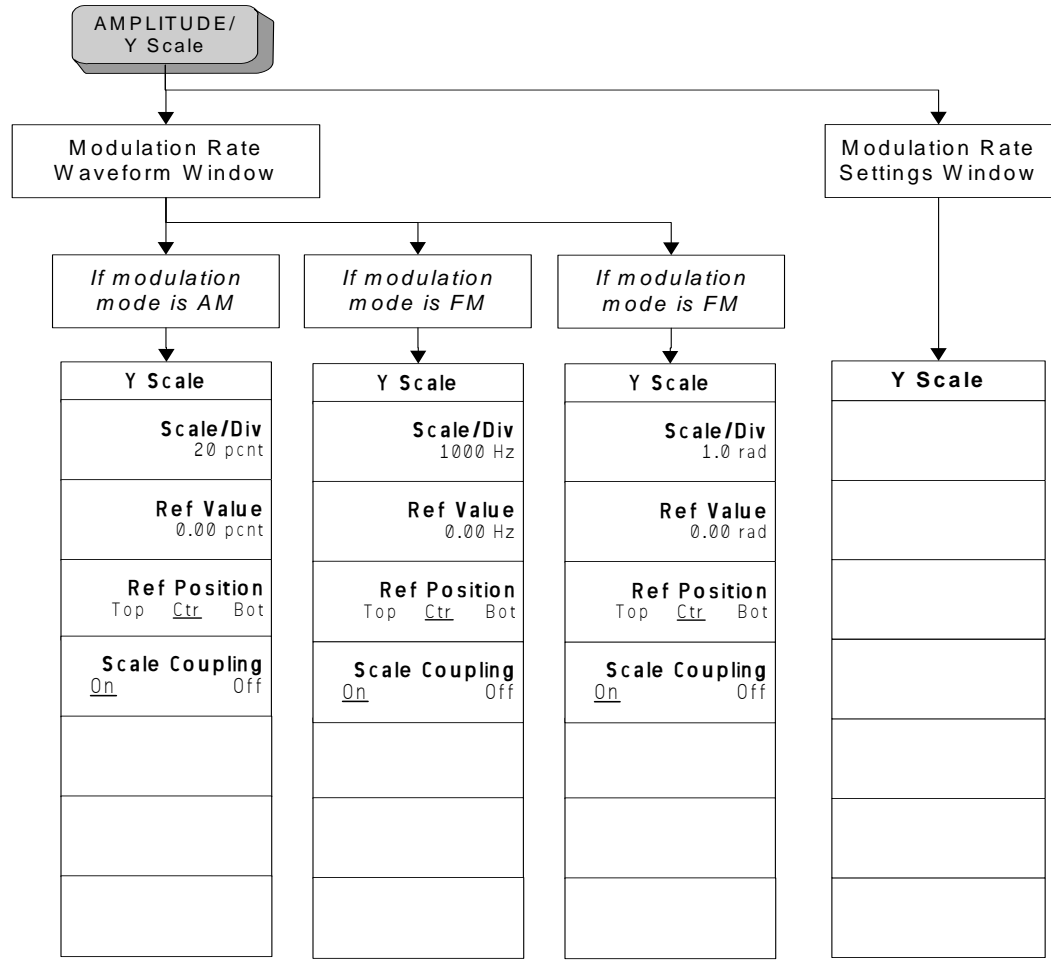 AMPLITUDE/
Y Scale
Modulation Rate
Waveform Window
Modulation Rate
Settings Window
If modulation
mode is AM
If modulation
mode is FM
If modulation
mode is FM
Y Scale
Scale/Div
20 pcnt
Ref Value
0.00 pcnt
Ref Position
Top Ctr Bot
Scale Coupling
On Off
Y Scale
Scale/Div
1000 Hz
Ref Value
0.00 Hz
Ref Position
Top Ctr Bot
Scale Coupling
On Off
Y Scale
Scale/Div
1.0 rad
Ref Value
0.00 rad
Ref Position
Top Ctr Bot
Scale Coupling
On Off
Y Scale